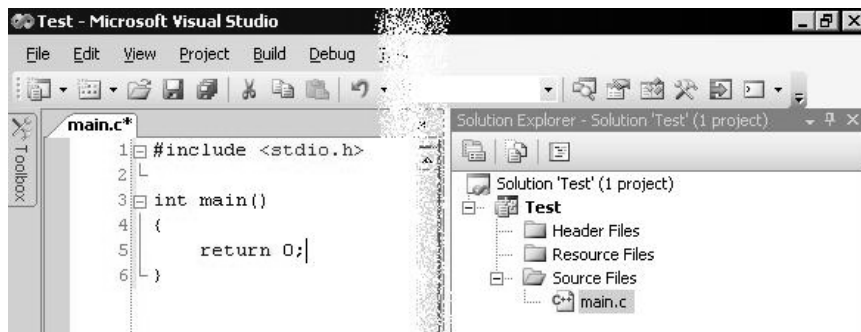 Test - Microsoft Visual Studio
File Edit View Project Build Debug
Toolbox
main.c*
1 #include <stdio.h>
2
3 int main()
4 {
5 return 0;
6 }
Solution Explorer - Solution 'Test' (1 project)
Solution 'Test' (1 project)
Test
Header Files
Resource Files
Source Files
C++ main.c